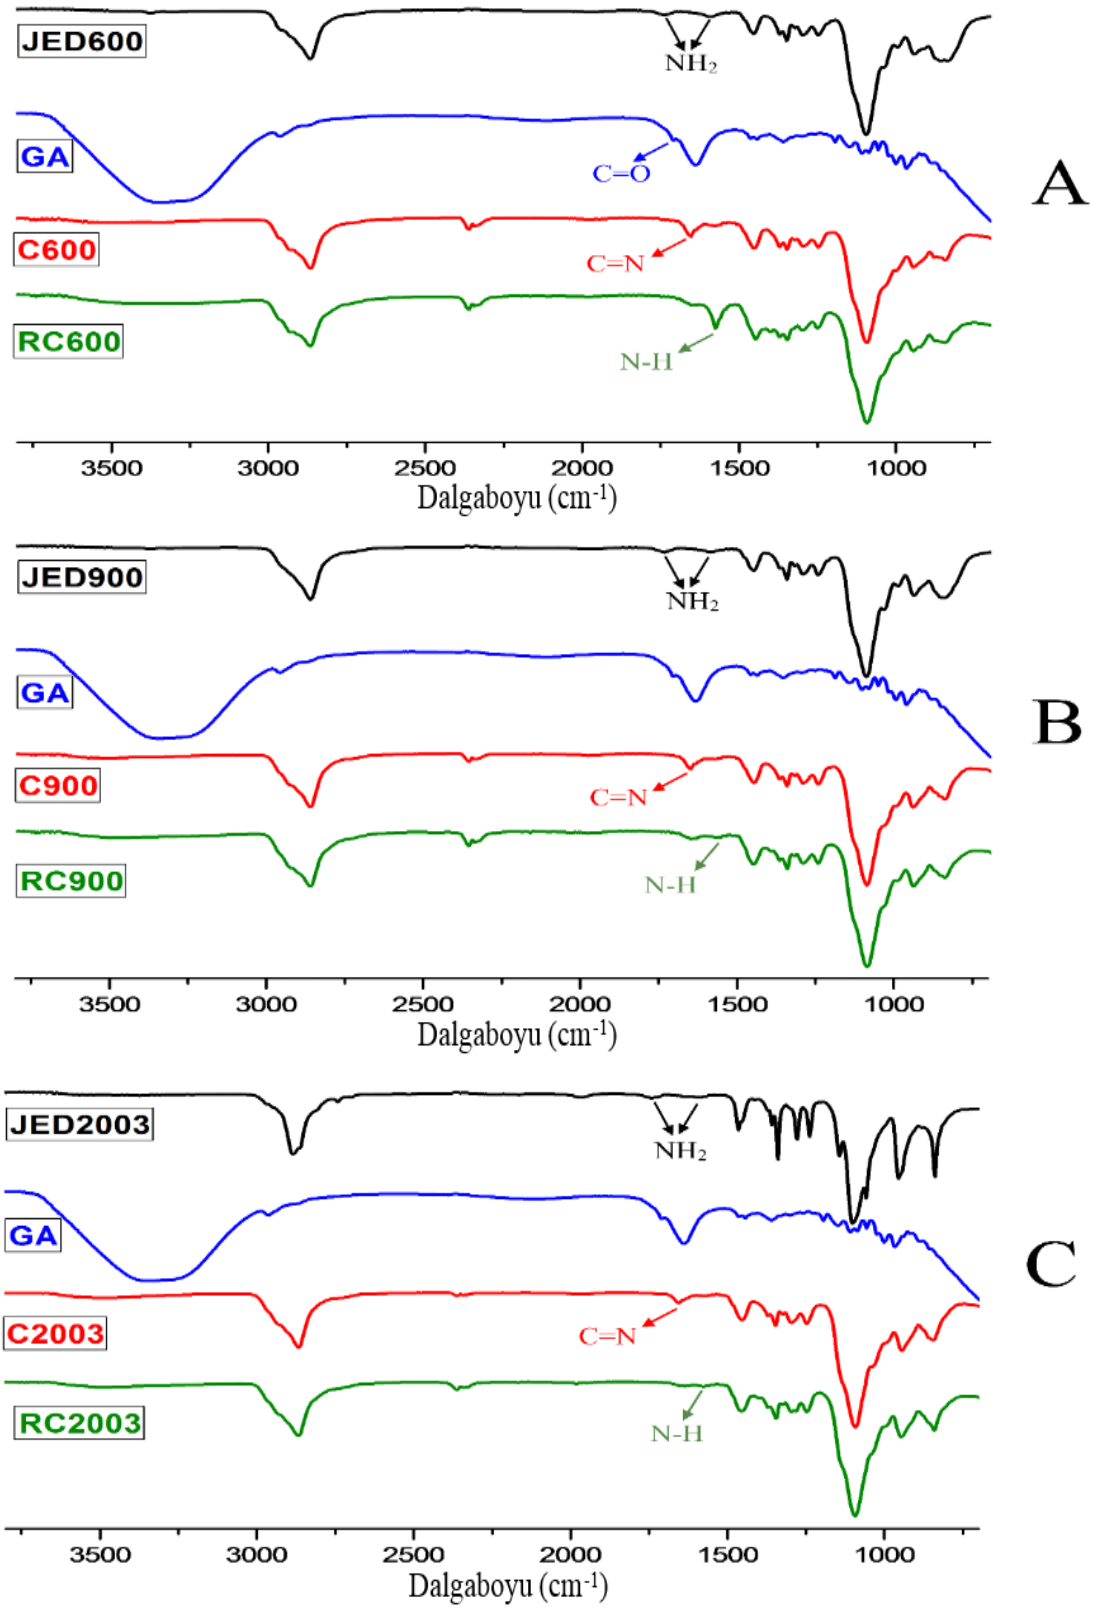 JED600
NH2
GA
C=O
A
C600
C=N
RC600
N-H
3500 3000 2500 2000 1500 1000
Dalgaboyu (cm-1)
JED900
NH2
GA
B
C900
C=N
RC900
N-H
3500 3000 2500 2000 1500 1000
Dalgaboyu (cm-1)
JED2003
NH2
GA
C
C2003
C=N
RC2003
N-H
3500 3000 2500 2000 1500 1000
Dalgaboyu (cm-1)